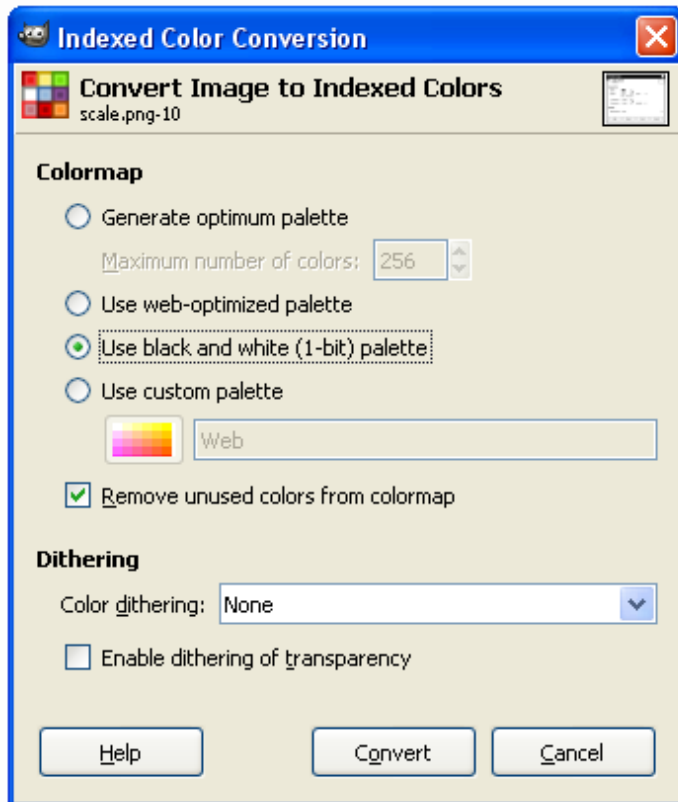 Indexed Color Conversion
Convert Image to Indexed Colors
scale.png-10
Colormap
Generate optimum palette
Maximum number of colors: 256
Use web-optimized palette
Use black and white (1-bit) palette
Use custom palette
Web
Remove unused colors from colormap
Dithering
Color dithering: None
Enable dithering of transparency
Help Convert Cancel